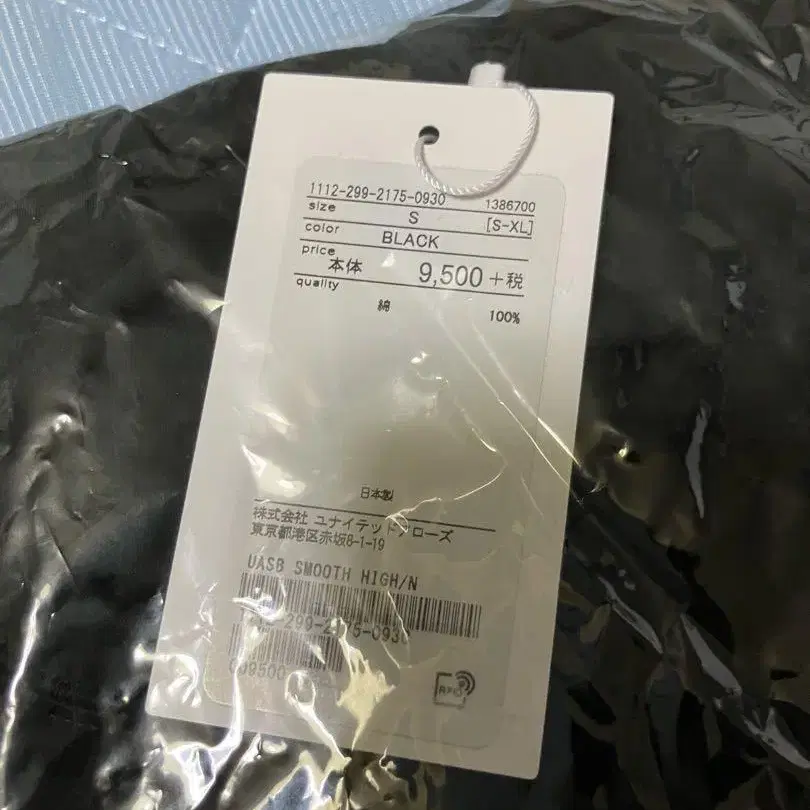 1112-299-2175-0930 1386700
size S [S-XL]
color BLACK
price 本体 9,500 +税
quality
綿 100%
日本製
株式会社 ユナイテッドアローズ
東京都港区赤坂8-1-19
UASB SMOOTH HIGH/N
009500
RFID